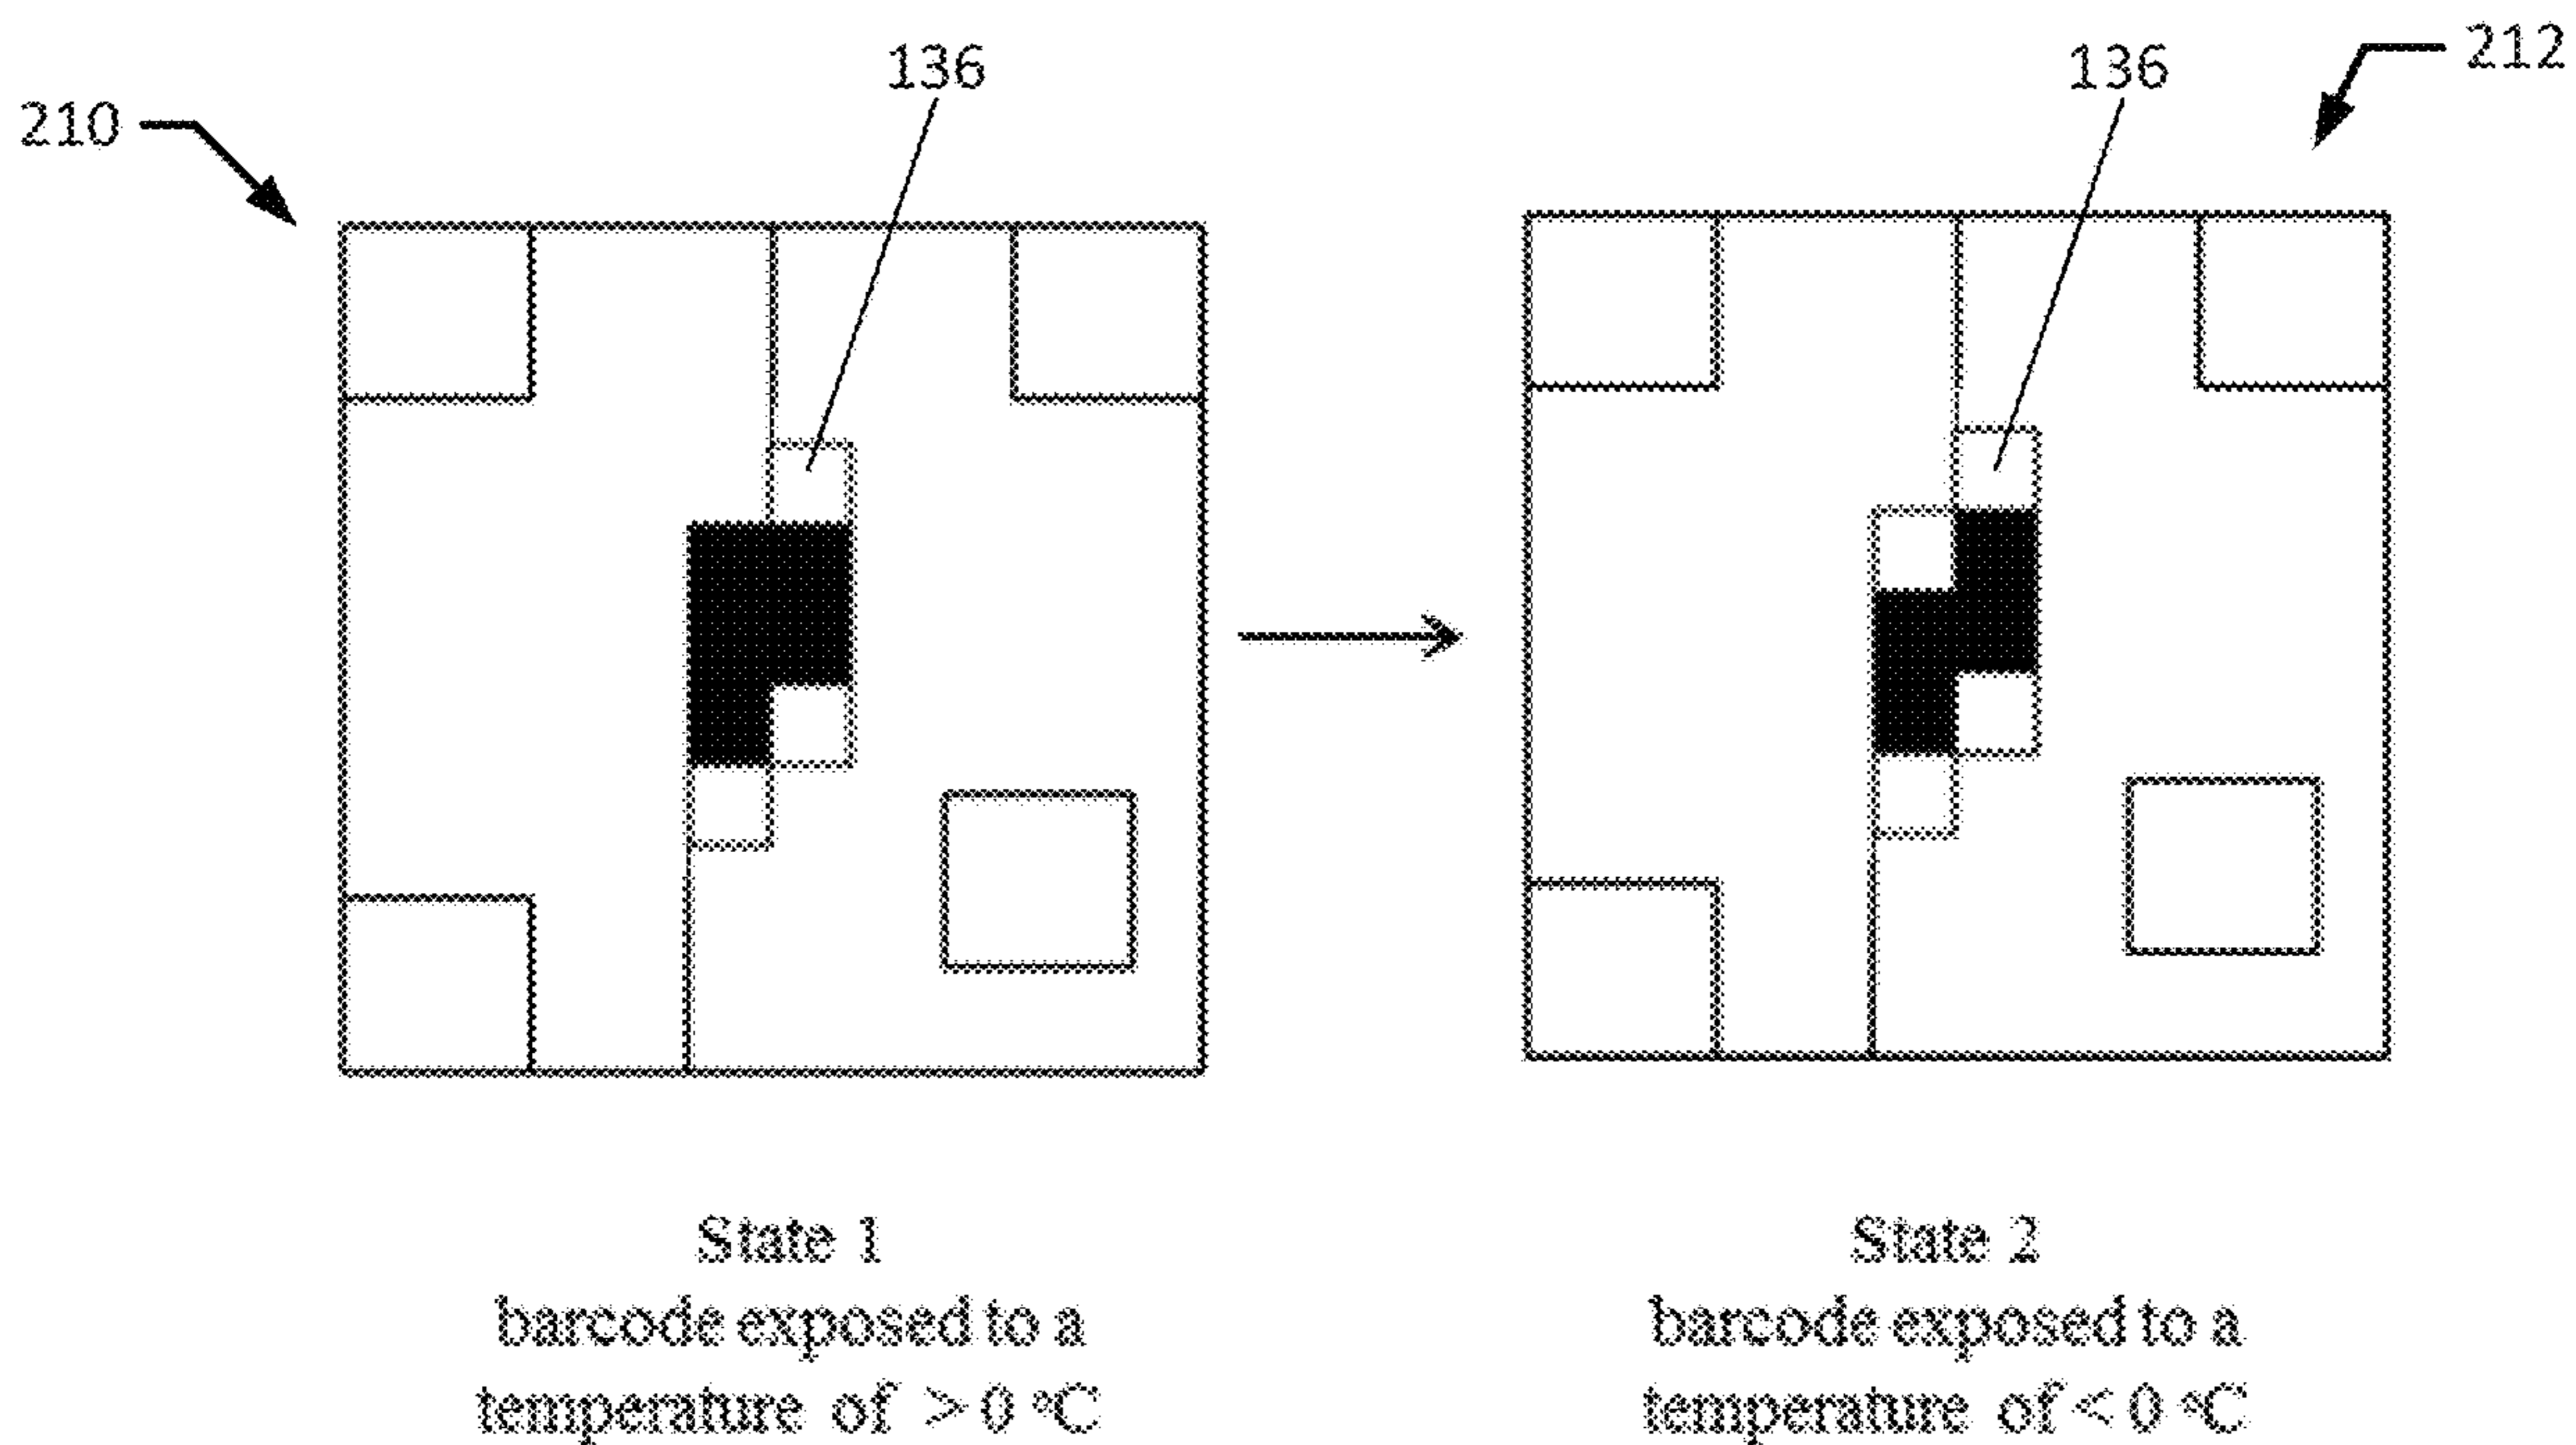 210
136
136
212
State 1
barcode exposed to a
temperature of > 0 °C
State 2
barcode exposed to a
temperature of < 0 °C